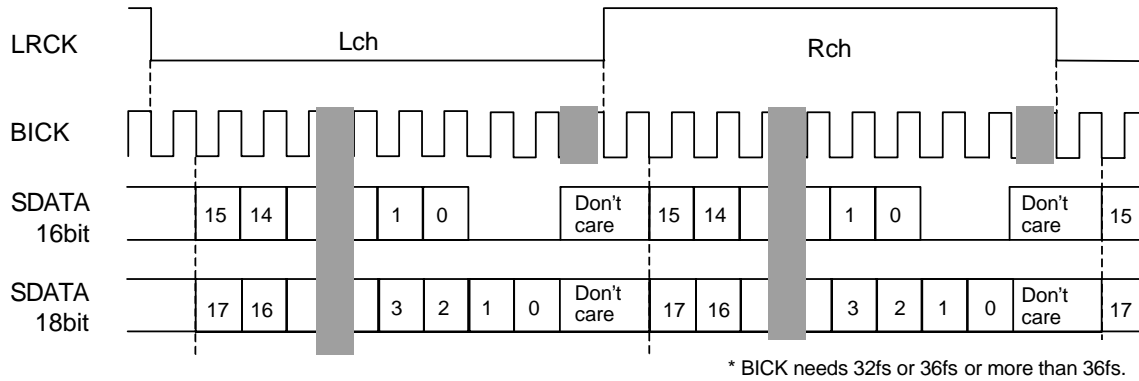 LRCK
Lch
Rch
BICK
SDATA
16bit
15 14 1 0 Don't care 15 14 1 0 Don't care 15
SDATA
18bit
17 16 3 2 1 0 Don't care 17 16 3 2 1 0 Don't care 17
* BICK needs 32fs or 36fs or more than 36fs.